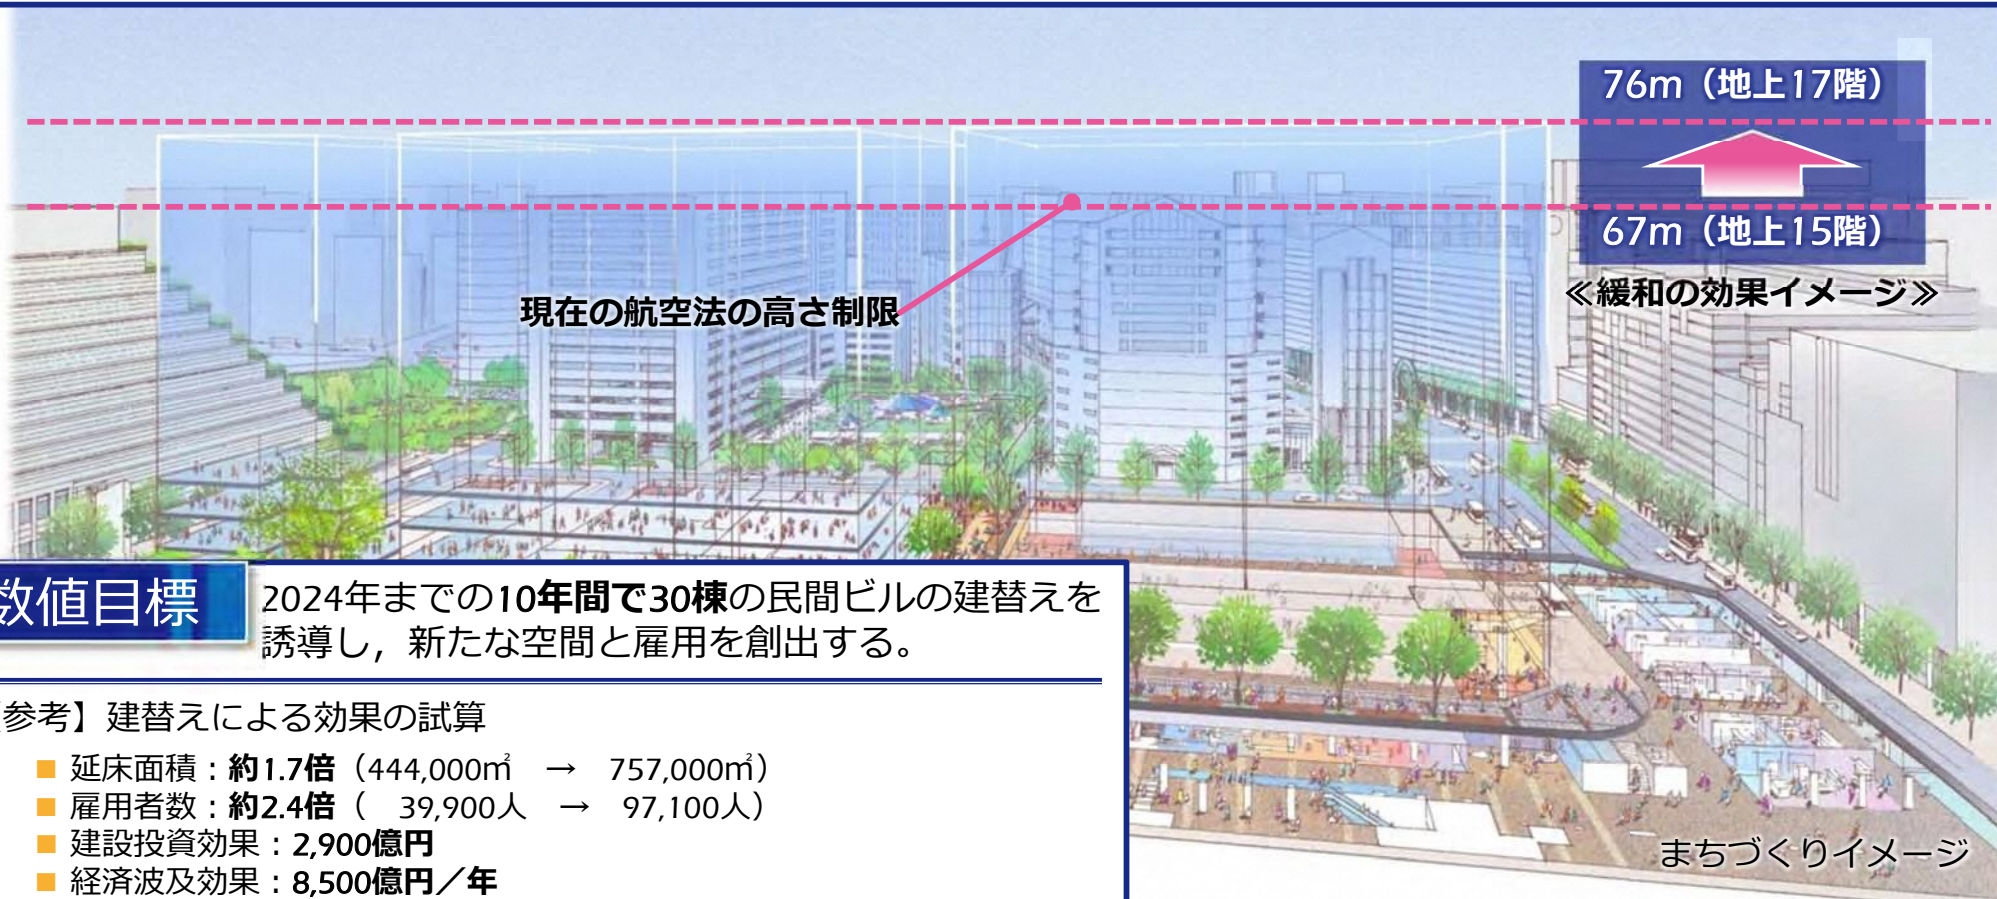 76m（地上17階）
67m（地上15階）
≪緩和の効果イメージ≫
現在の航空法の高さ制限
数値目標
2024年までの10年間で30棟の民間ビルの建替えを
誘導し，新たな空間と雇用を創出する。
参考】建替えによる効果の試算
■ 延床面積：約1.7倍（444,000㎡ → 757,000㎡）
■ 雇用者数：約2.4倍（ 39,900人 → 97,100人）
■ 建設投資効果：2,900億円
■ 経済波及効果：8,500億円／年
まちづくりイメージ